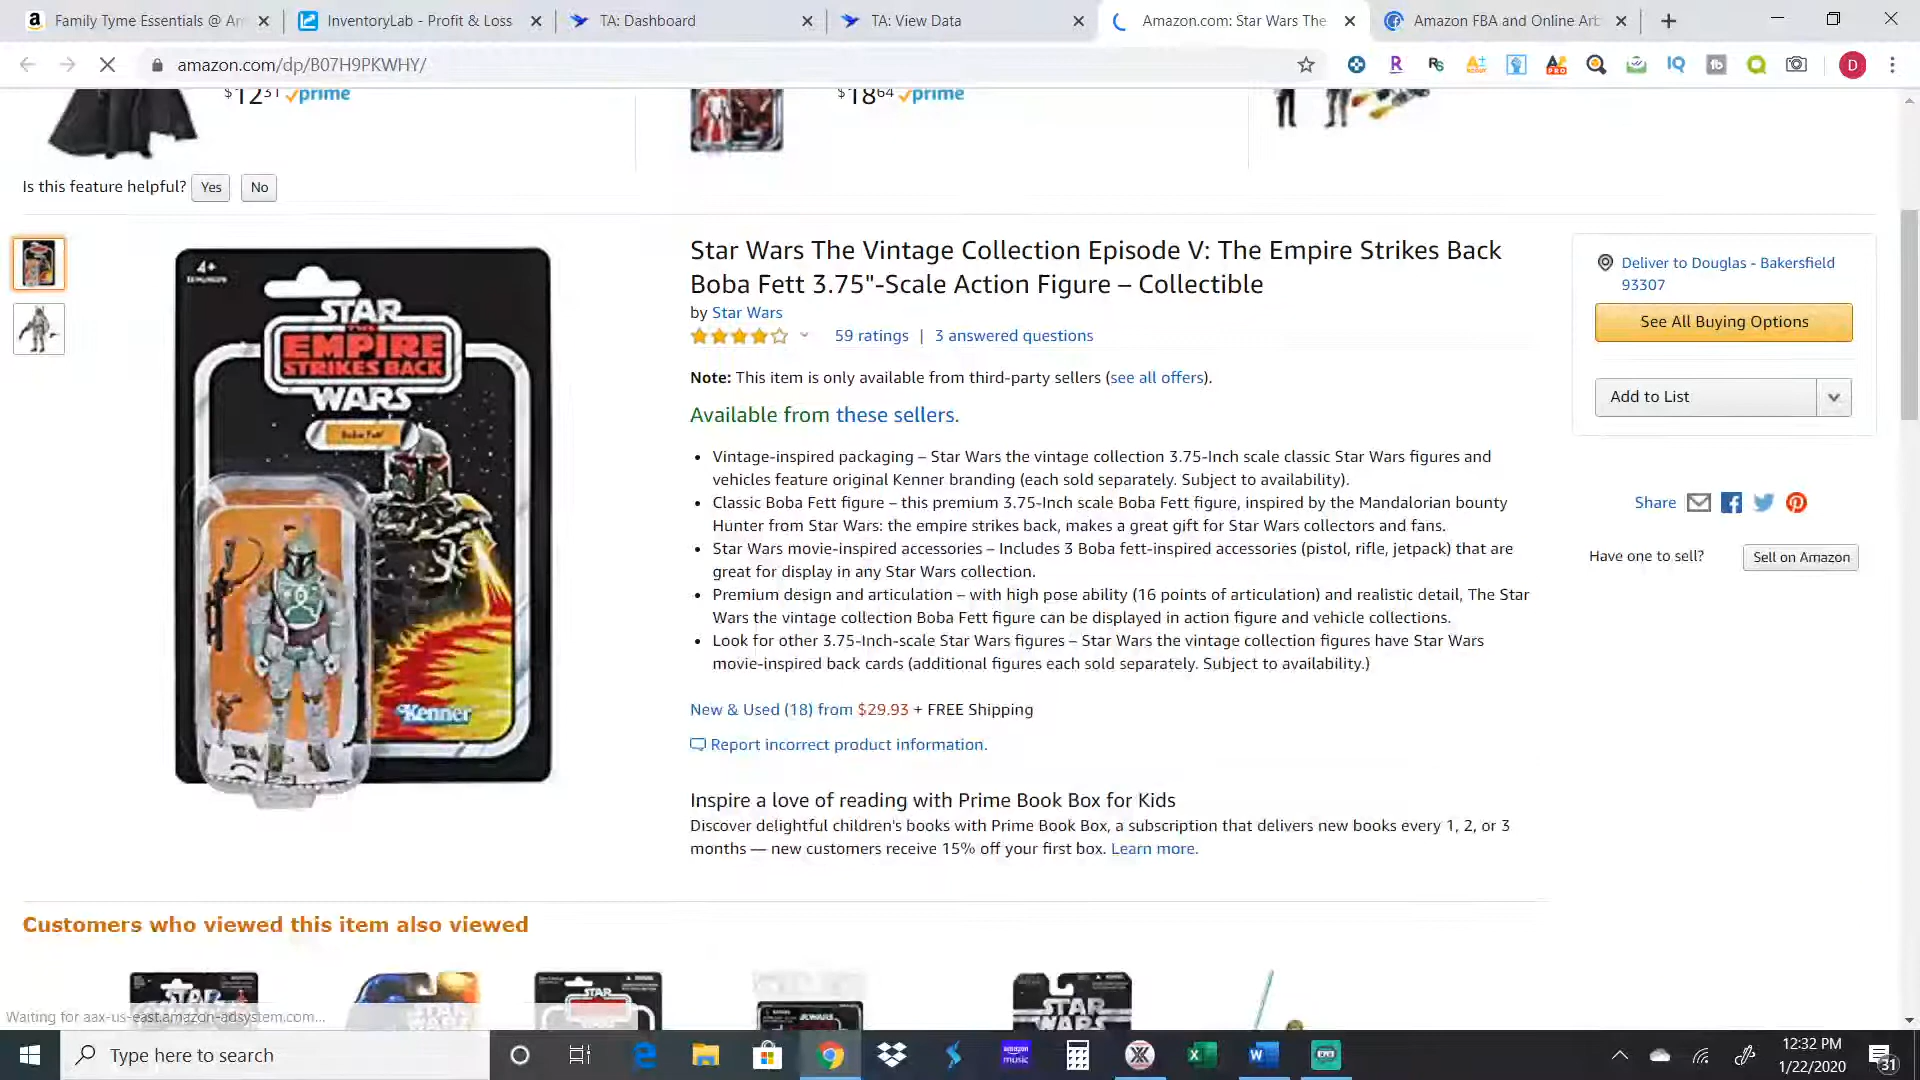 Family Tyme Essentials @ Am
InventoryLab - Profit & Loss
TA: Dashboard
TA: View Data
Amazon.com: Star Wars The
Amazon FBA and Online Arb
amazon.com/dp/B07H9PKWHY/
$12 31 prime
$18 64 prime
Is this feature helpful? Yes No
Star Wars The Vintage Collection Episode V: The Empire Strikes Back
Boba Fett 3.75"-Scale Action Figure – Collectible
by Star Wars
59 ratings | 3 answered questions
Note: This item is only available from third-party sellers (see all offers).
Available from these sellers.
• Vintage-inspired packaging – Star Wars the vintage collection 3.75-Inch scale classic Star Wars figures and
vehicles feature original Kenner branding (each sold separately. Subject to availability).
• Classic Boba Fett figure – this premium 3.75-Inch scale Boba Fett figure, inspired by the Mandalorian bounty
Hunter from Star Wars: the empire strikes back, makes a great gift for Star Wars collectors and fans.
• Star Wars movie-inspired accessories – Includes 3 Boba fett-inspired accessories (pistol, rifle, jetpack) that are
great for display in any Star Wars collection.
• Premium design and articulation – with high pose ability (16 points of articulation) and realistic detail, The Star
Wars the vintage collection Boba Fett figure can be displayed in action figure and vehicle collections.
• Look for other 3.75-Inch-scale Star Wars figures – Star Wars the vintage collection figures have Star Wars
movie-inspired back cards (additional figures each sold separately. Subject to availability.)
New & Used (18) from $29.93 + FREE Shipping
Report incorrect product information.
Inspire a love of reading with Prime Book Box for Kids
Discover delightful children's books with Prime Book Box, a subscription that delivers new books every 1, 2, or 3
months — new customers receive 15% off your first box. Learn more.
4+
STAR
THE
EMPIRE
STRIKES BACK
WARS
Boba Fett
Kenner
Deliver to Douglas - Bakersfield
93307
See All Buying Options
Add to List
Share
Have one to sell? Sell on Amazon
Customers who viewed this item also viewed
STAR
STAR
STAR
Waiting for aax-us-east.amazon-adsystem.com...
Type here to search
amazon
music
12:32 PM
1/22/2020
31